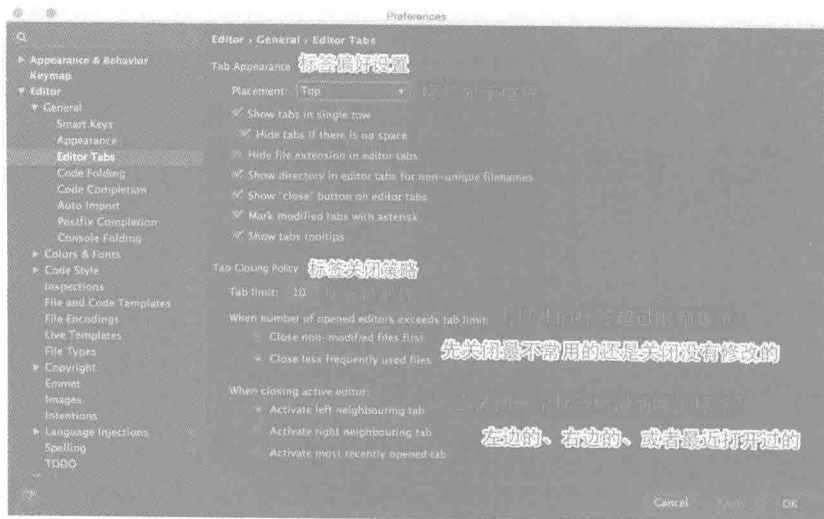 Preferences
Editor › General › Editor Tabs
▶ Appearance & Behavior
Keymap
▼ Editor
▼ General
Smart Keys
Appearance
Editor Tabs
Code Folding
Code Completion
Auto Import
Postfix Completion
Console Folding
▶ Colors & Fonts
▶ Code Style
Inspections
File and Code Templates
File Encodings
Live Templates
File Types
▶ Copyright
Emmet
Images
Intentions
▶ Language Injections
Spelling
TODO
Tab Appearance 标签偏好设置
Placement: Top
Show tabs in single row
Hide tabs if there is no space
Hide file extension in editor tabs
Show directory in editor tabs for non-unique filenames
Show "close" button on editor tabs
Mark modified tabs with asterisk
Show tabs tooltips
Tab Closing Policy 标签关闭策略
Tab limit: 10
When number of opened editors exceeds tab limit:
Close non-modified files first
Close less frequently used files
先关闭最不常用的还是关闭没有修改的
When closing active editor:
Activate left neighbouring tab
Activate right neighbouring tab
左边的、右边的、或者最近打开过的
Activate most recently opened tab
?
Cancel
OK